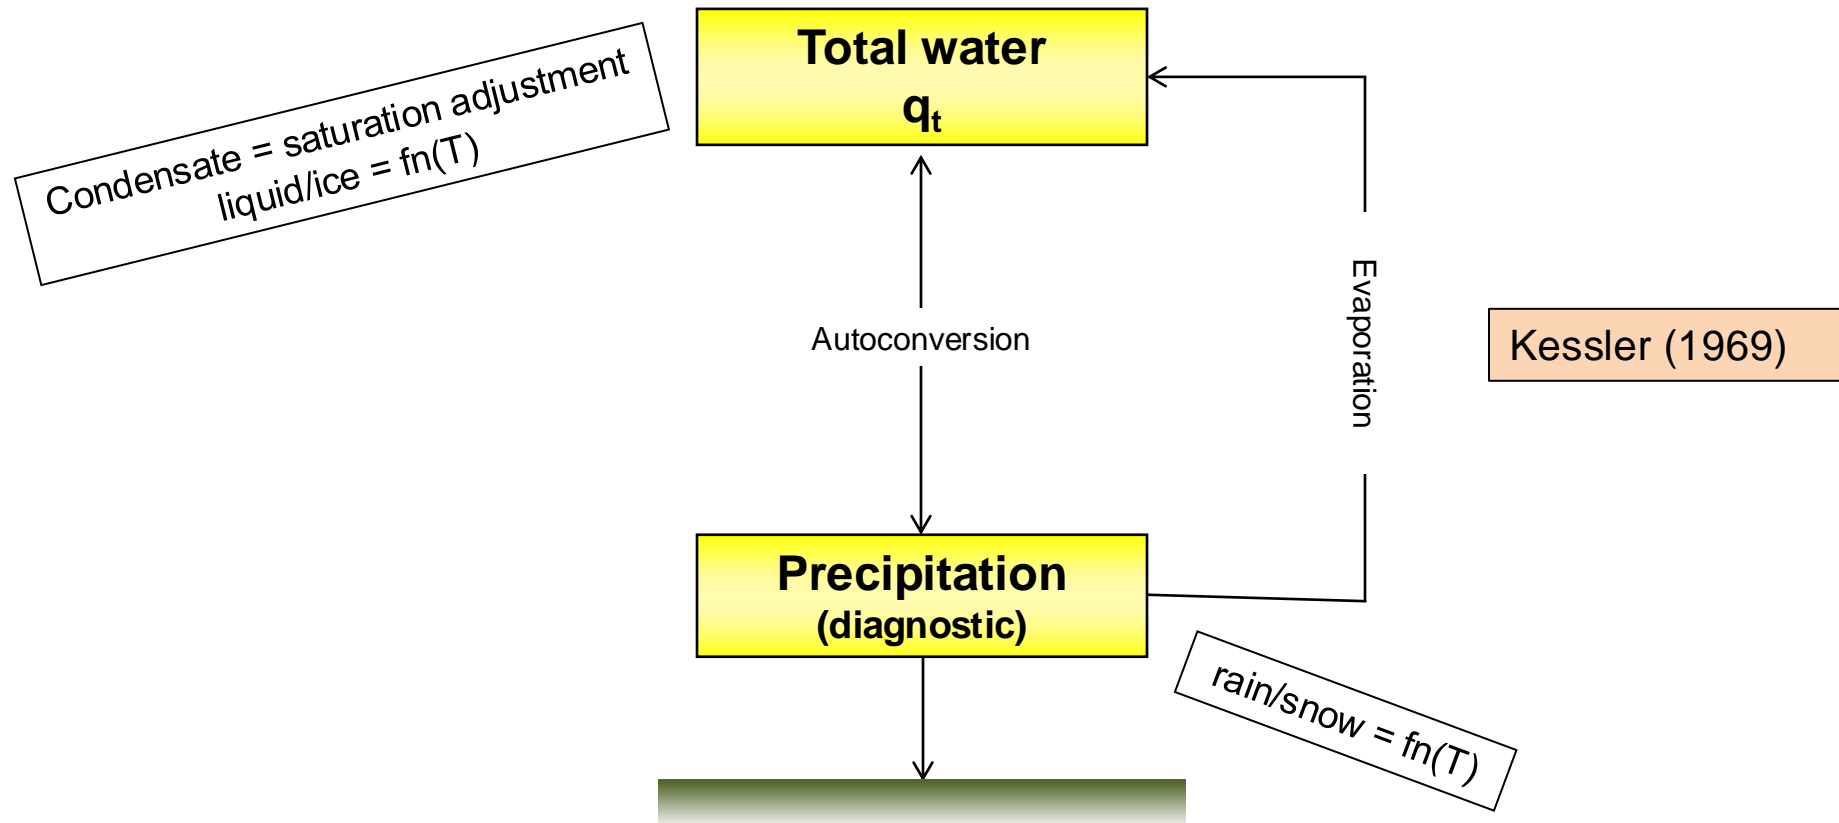 Total water
qt
Condensate = saturation adjustment
liquid/ice = fn(T)
Autoconversion
Evaporation
Kessler (1969)
Precipitation
(diagnostic)
rain/snow = fn(T)